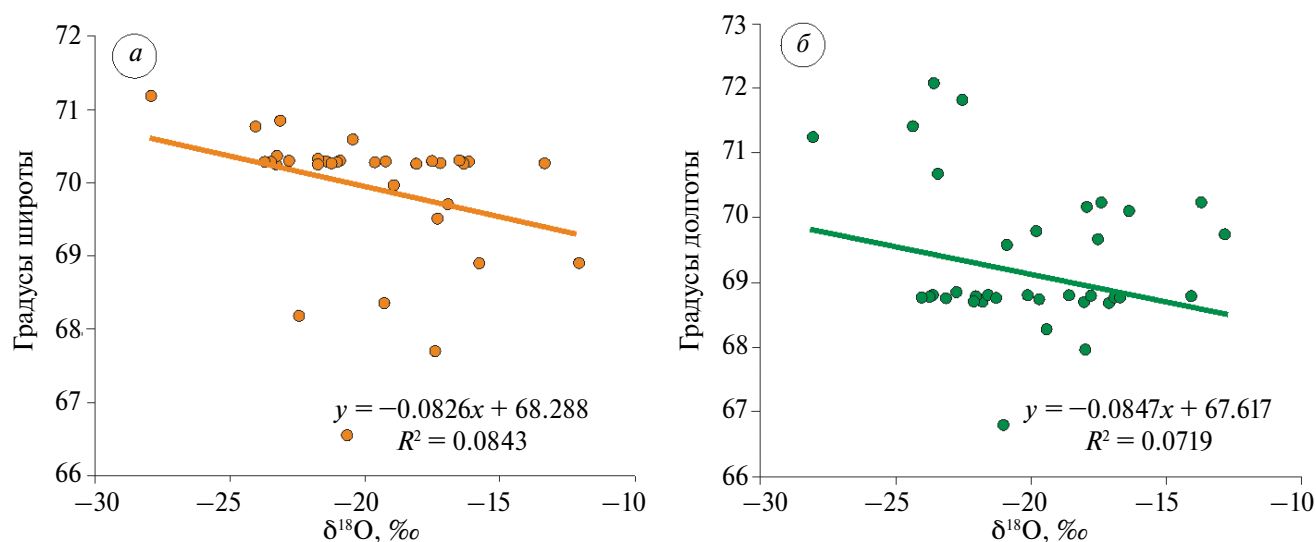 а
Градусы широты
72
71
70
69
68
67
66
−30
−25
−20
−15
−10
y = −0.0826x + 68.288
R² = 0.0843
δ¹⁸O, ‰
б
Градусы долготы
73
72
71
70
69
68
67
66
−30
−25
−20
−15
−10
y = −0.0847x + 67.617
R² = 0.0719
δ¹⁸O, ‰